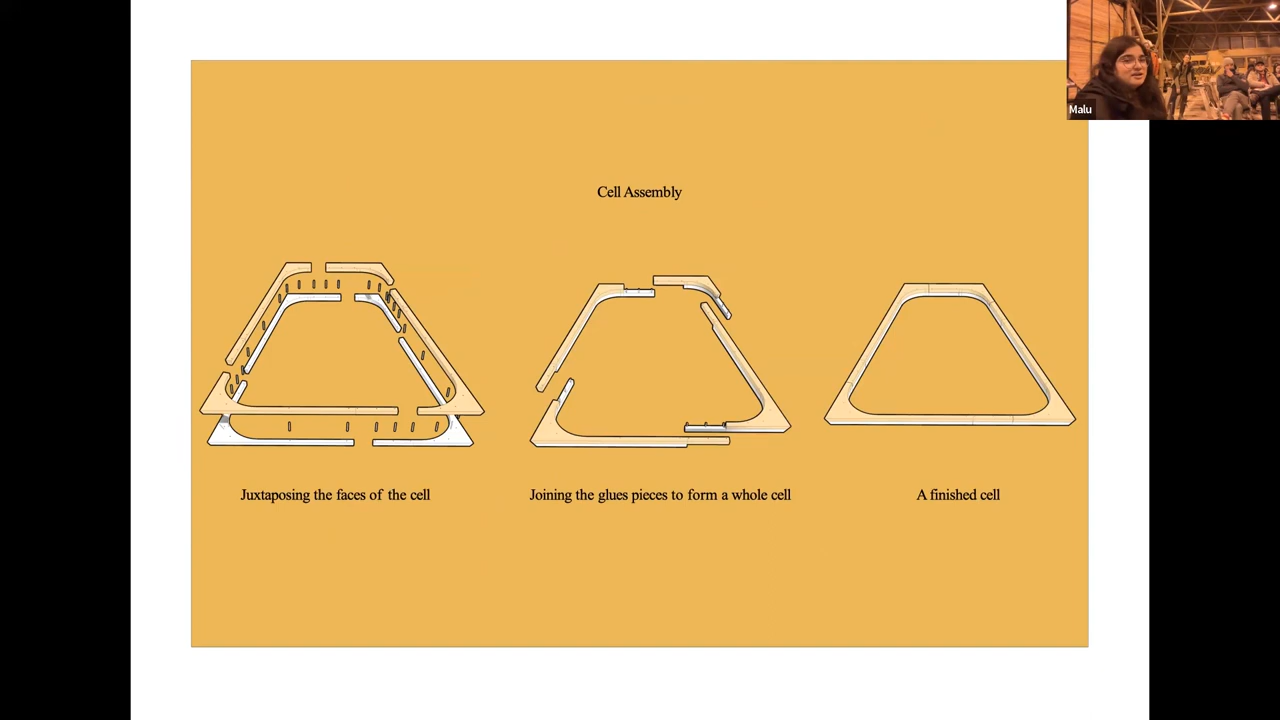 Malu
Cell Assembly
Juxtaposing the faces of the cell
Joining the glues pieces to form a whole cell
A finished cell